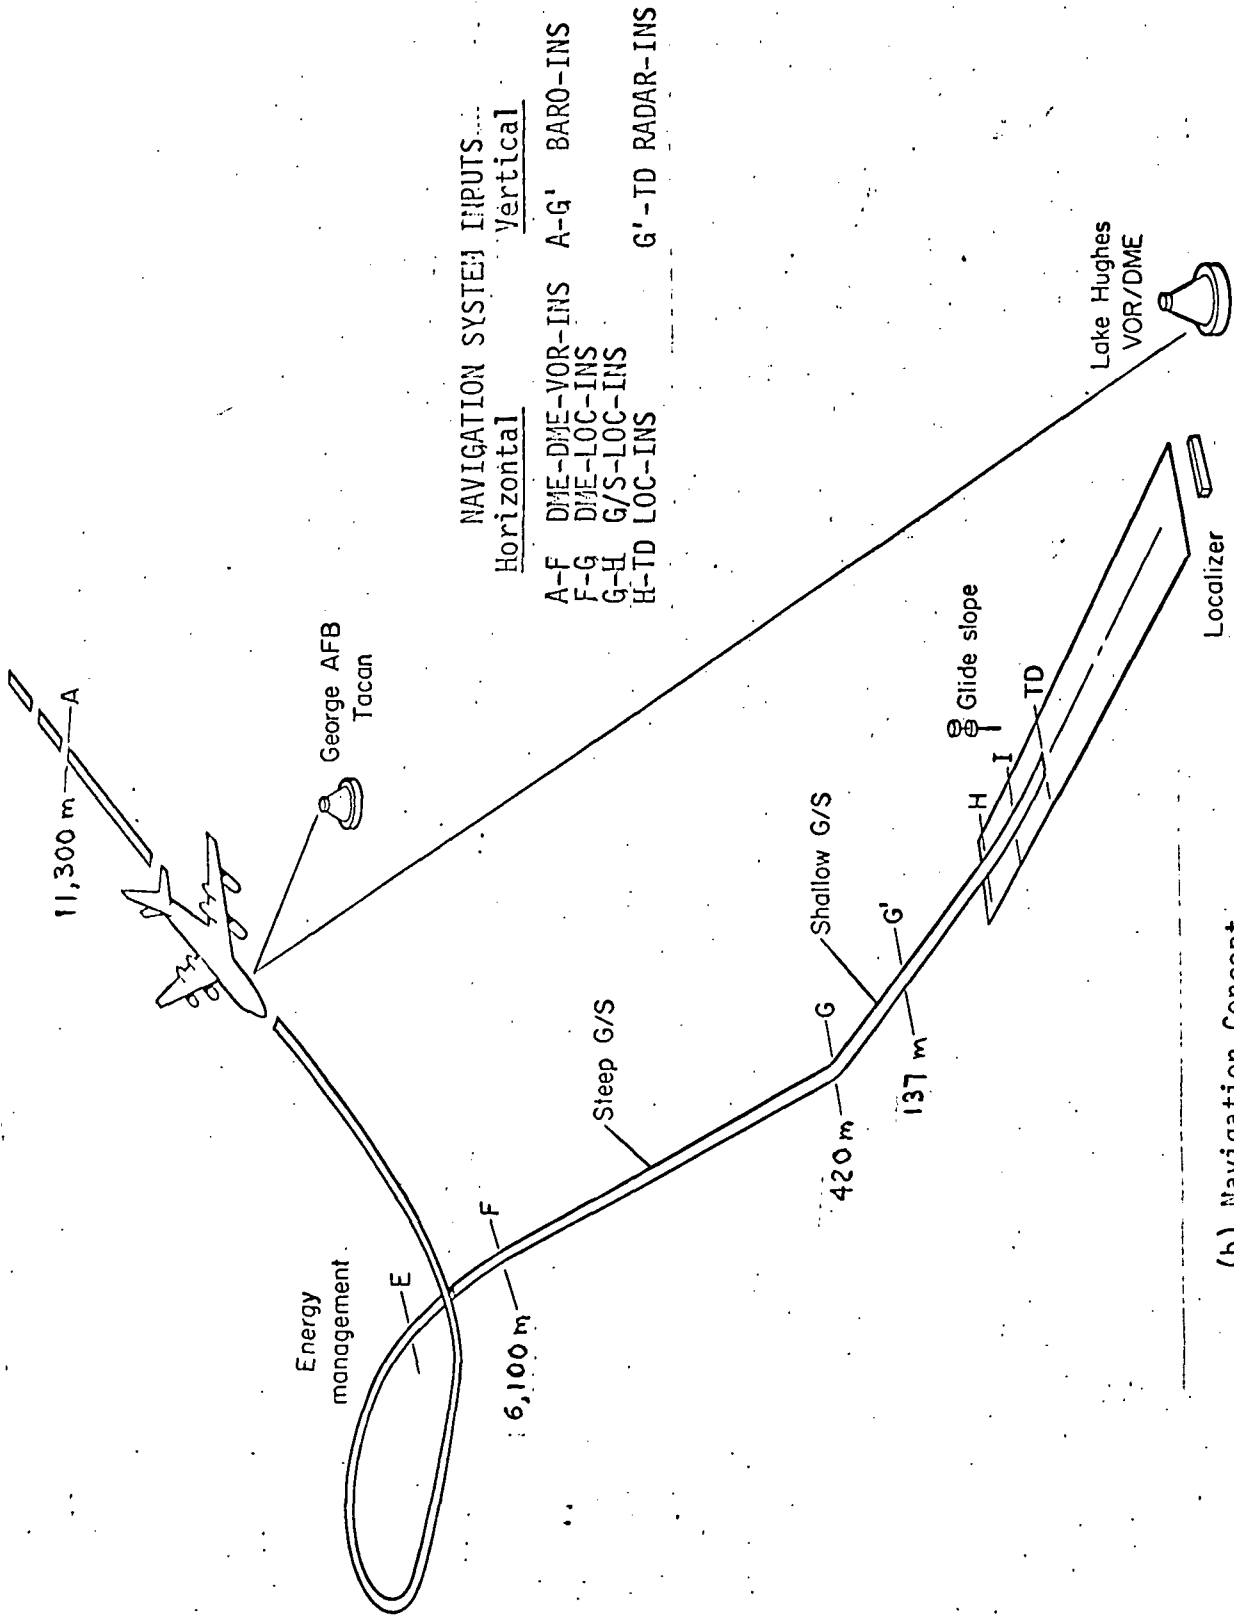 NAVIGATION SYSTEM INPUTS
Horizontal Vertical
A-F DME-DME-VOR-INS A-G' BARO-INS
F-G DME-LOC-INS
G-H G/S-LOC-INS
H-TD LOC-INS G'-TD RADAR-INS
11,300 m
A
George AFB
Tacan
Energy
management
E
F
6,100 m
Steep G/S
G
420 m
Shallow G/S
G'
137 m
H
I
Glide slope
TD
Lake Hughes
VOR/DME
Localizer
(b) Navigation Concept